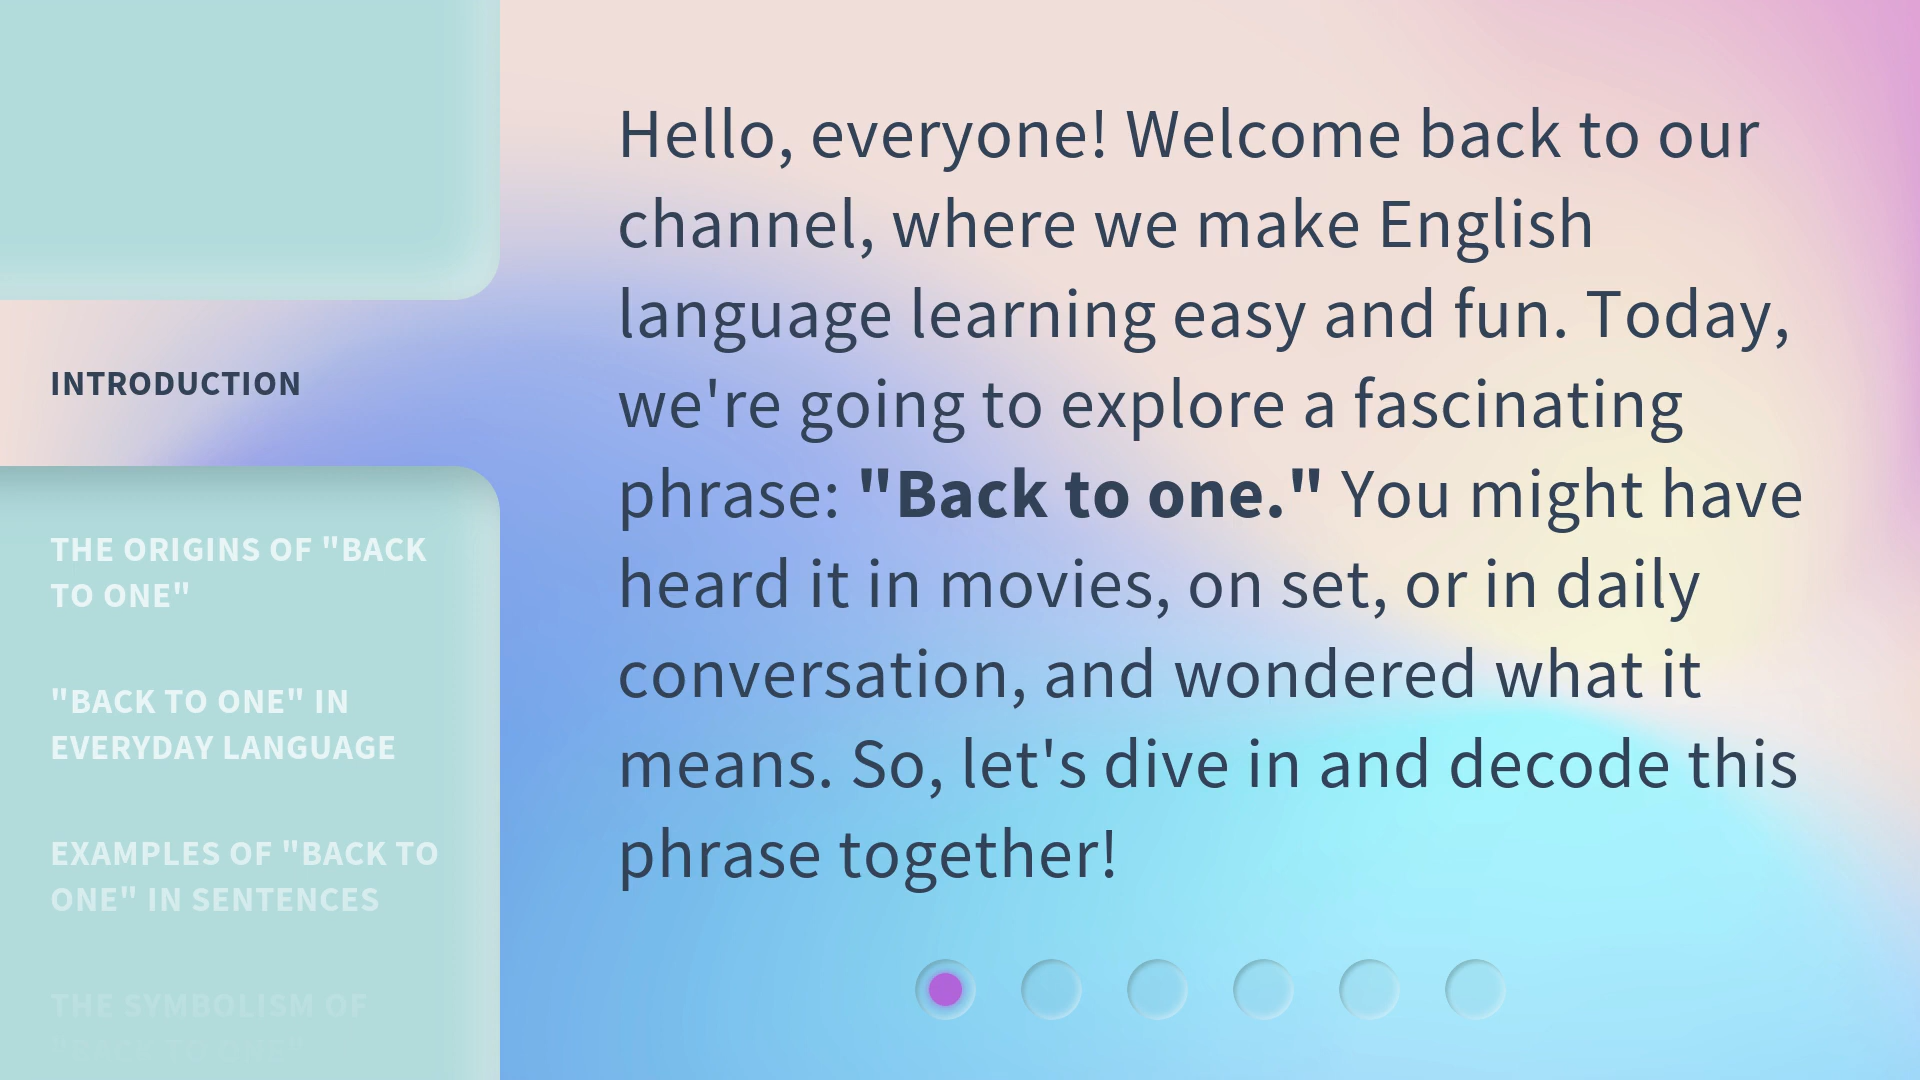 INTRODUCTION
THE ORIGINS OF "BACK
TO ONE"
"BACK TO ONE" IN
EVERYDAY LANGUAGE
EXAMPLES OF "BACK TO
ONE" IN SENTENCES
THE SYMBOLISM OF
"BACK TO ONE"
Hello, everyone! Welcome back to our
channel, where we make English
language learning easy and fun. Today,
we're going to explore a fascinating
phrase: "Back to one." You might have
heard it in movies, on set, or in daily
conversation, and wondered what it
means. So, let's dive in and decode this
phrase together!